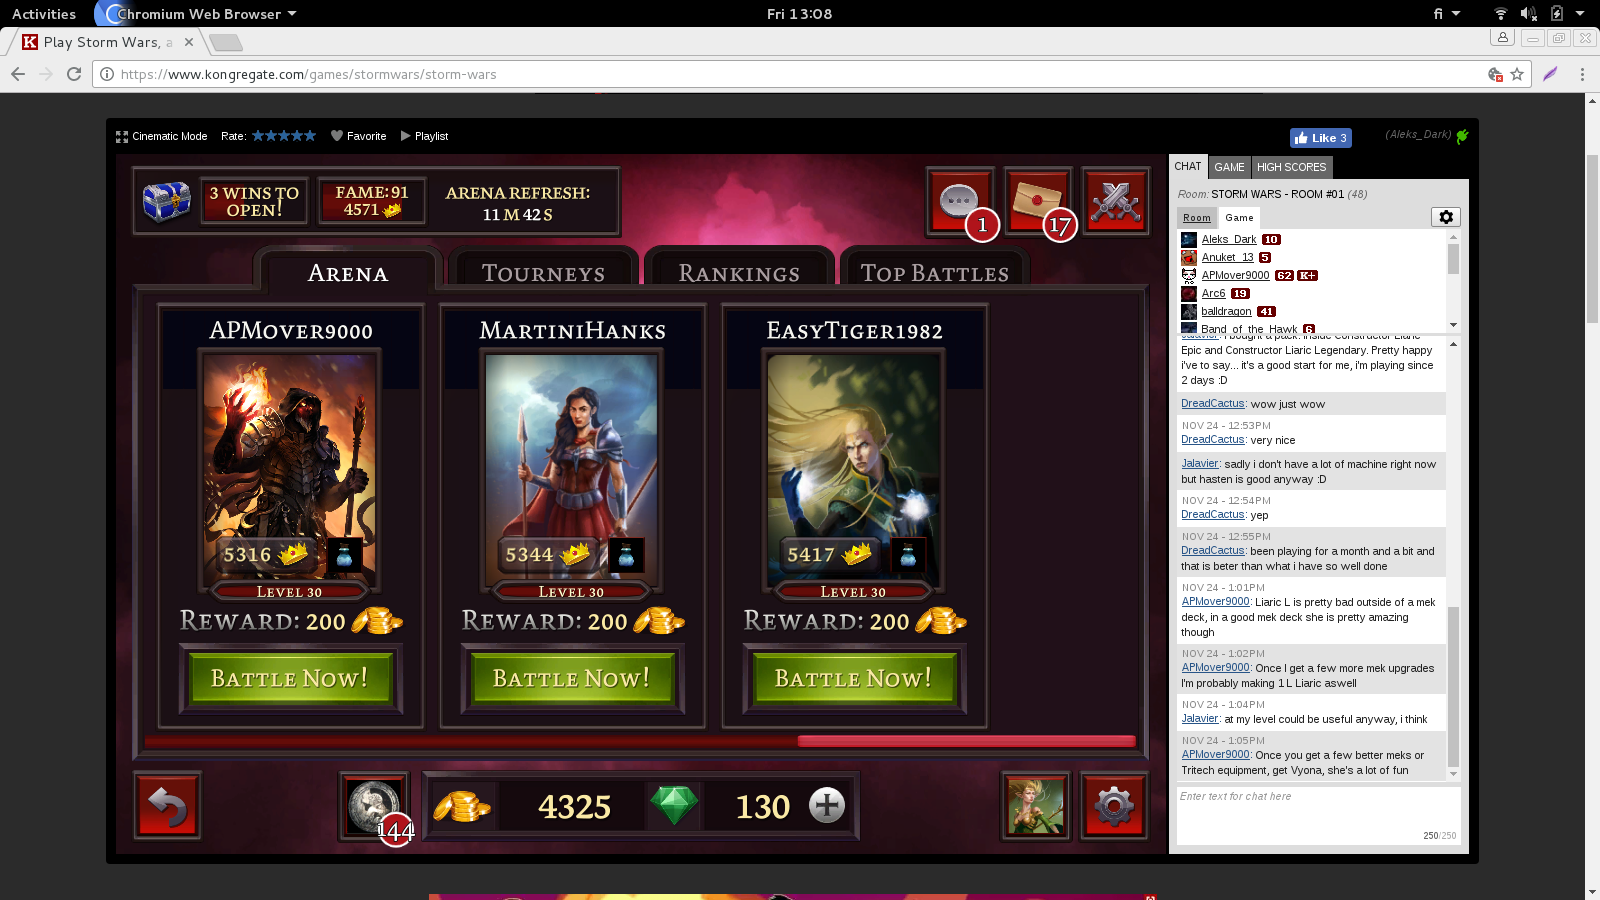 Activities
Chromium Web Browser
Fri 13:08
fi
Play Storm Wars, a
https://www.kongregate.com/games/stormwars/storm-wars
Cinematic Mode
Rate:
Favorite
Playlist
Like 3
(Aleks_Dark)
3 WINS TO
OPEN!
FAME: 91
4571
ARENA REFRESH:
11 M 42 S
1
17
ARENA
TOURNEYS
RANKINGS
TOP BATTLES
APMOVER9000
5316
LEVEL 30
REWARD: 200
BATTLE NOW!
MARTINIHANKS
5344
LEVEL 30
REWARD: 200
BATTLE NOW!
EASYTIGER1982
5417
LEVEL 30
REWARD: 200
BATTLE NOW!
144
4325
130
CHAT
GAME
HIGH SCORES
Room: STORM WARS - ROOM #01 (48)
Room
Game
Aleks_Dark 10
Anuket_13 5
APMover9000 62 K+
Arc6 19
balldragon 41
Band_of_the_Hawk 6
Jalavier: I bought a pack. Inside Constructor Liaric
Epic and Constructor Liaric Legendary. Pretty happy
i've to say... it's a good start for me, i'm playing since
2 days :D
DreadCactus: wow just wow
NOV 24 - 12:53PM
DreadCactus: very nice
Jalavier: sadly i don't have a lot of machine right now
but hasten is good anyway :D
NOV 24 - 12:54PM
DreadCactus: yep
NOV 24 - 12:55PM
DreadCactus: been playing for a month and a bit and
that is beter than what i have so well done
NOV 24 - 1:01PM
APMover9000: Liaric L is pretty bad outside of a mek
deck, in a good mek deck she is pretty amazing
though
NOV 24 - 1:02PM
APMover9000: Once I get a few more mek upgrades
I'm probably making 1 L Liaric aswell
NOV 24 - 1:04PM
Jalavier: at my level could be useful anyway, i think
NOV 24 - 1:05PM
APMover9000: Once you get a few better meks or
Tritech equipment, get Vyona, she's a lot of fun
Enter text for chat here
250/250